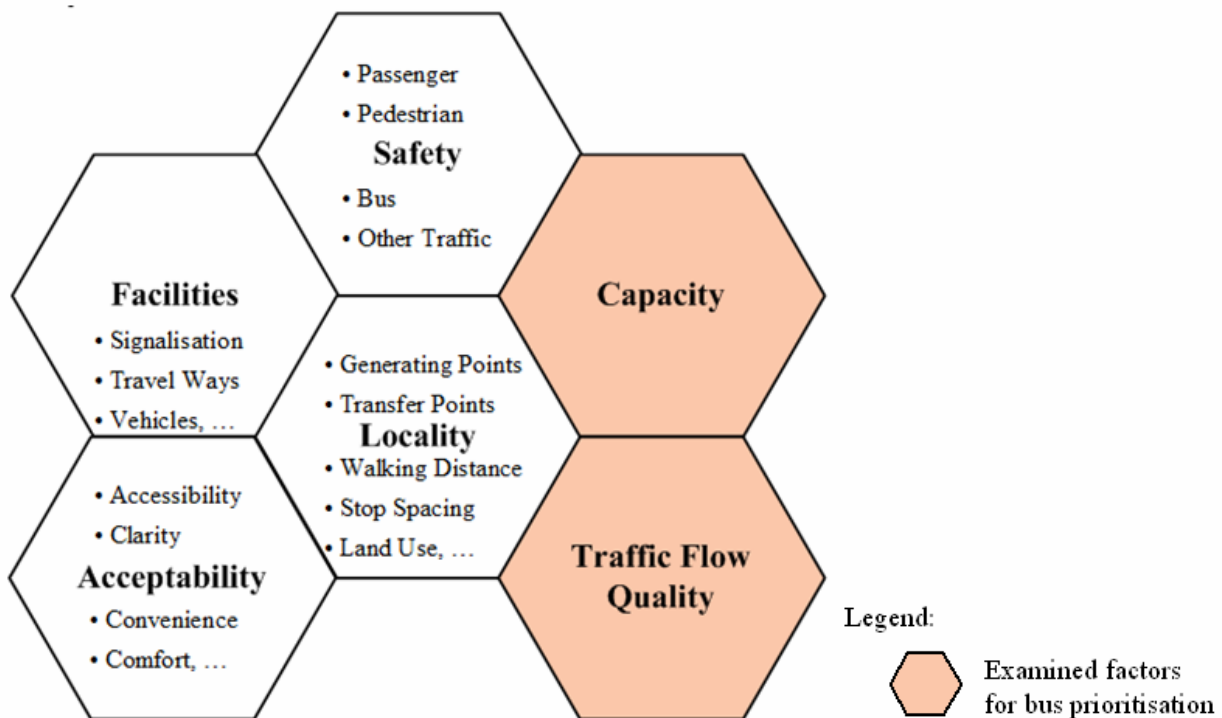 • Passenger
• Pedestrian
Safety
• Bus
• Other Traffic
Facilities
• Signalisation
• Travel Ways
• Vehicles, …
Capacity
• Generating Points
• Transfer Points
Locality
• Walking Distance
• Stop Spacing
• Land Use, …
• Accessibility
• Clarity
Acceptability
• Convenience
• Comfort, …
Traffic Flow
Quality
Legend:
Examined factors
for bus prioritisation